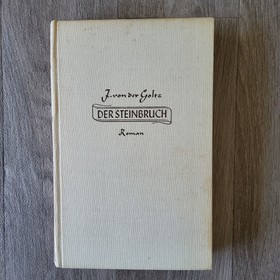 J. von der Goltz
DER STEINBRUCH
Roman